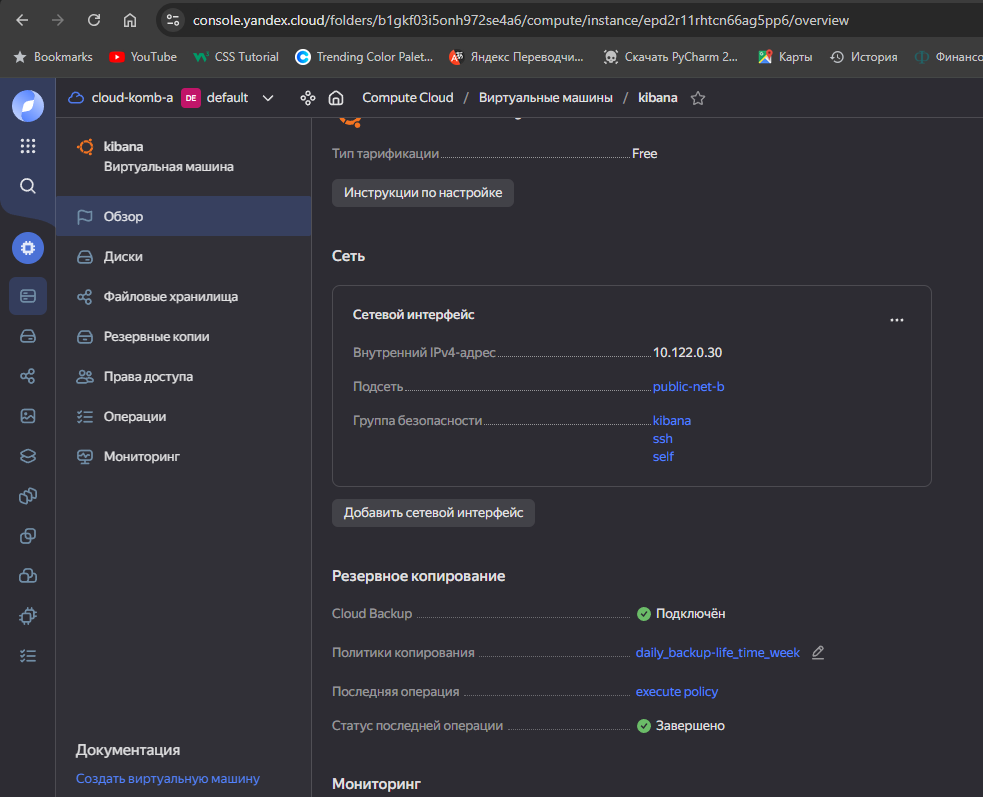 console.yandex.cloud/folders/b1gkf03i5onh972se4a6/compute/instance/epd2r11rhtcn66ag5pp6/overview
Bookmarks YouTube CSS Tutorial Trending Color Palet... Яндекс Переводчи... Скачать PyCharm 2... Карты История Финансо
cloud-komb-a DE default Compute Cloud / Виртуальные машины / kibana
kibana
Виртуальная машина
Обзор
Диски
Файловые хранилища
Резервные копии
Права доступа
Операции
Мониторинг
Документация
Создать виртуальную машину
Тип тарификации Free
Инструкции по настройке
Сеть
Сетевой интерфейс
Внутренний IPv4-адрес 10.122.0.30
Подсеть public-net-b
Группа безопасности kibana
ssh
self
Добавить сетевой интерфейс
Резервное копирование
Cloud Backup Подключён
Политики копирования daily_backup-life_time_week
Последняя операция execute policy
Статус последней операции Завершено
Мониторинг